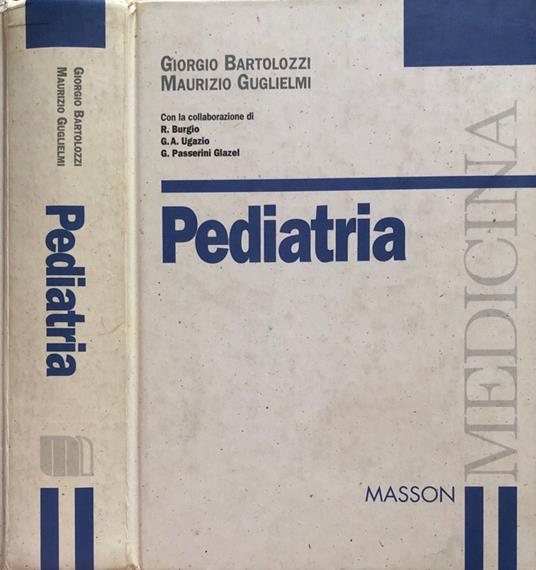 GIORGIO BARTOLOZZI
MAURIZIO GUGLIELMI
Pediatria
GIORGIO BARTOLOZZI
MAURIZIO GUGLIELMI
Con la collaborazione di
R. Burgio
G.A. Ugazio
G. Passerini Glazel
Pediatria
MEDICINA
MASSON